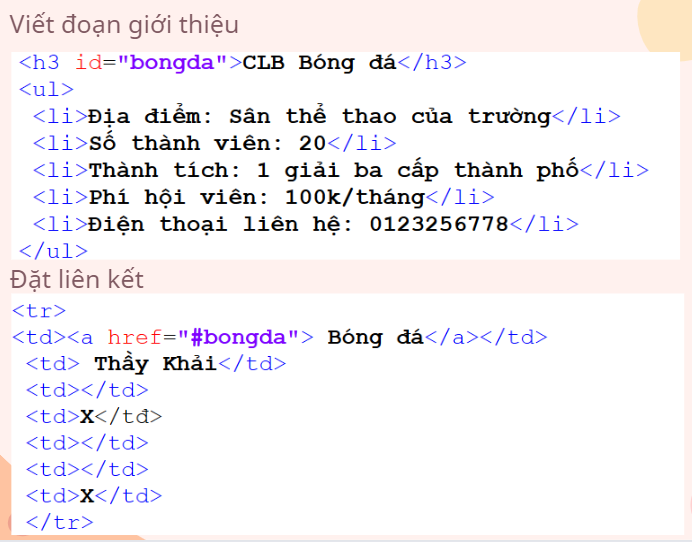 Viết đoạn giới thiệu
<h3 id="bongda">CLB Bóng đá</h3>
<ul>
<li>Địa điểm: Sân thể thao của trường</li>
<li>Số thành viên: 20</li>
<li>Thành tích: 1 giải ba cấp thành phố</li>
<li>Phí hội viên: 100k/tháng</li>
<li>Điện thoại liên hệ: 0123256778</li>
</ul>
Đặt liên kết
<tr>
<td><a href="#bongda"> Bóng đá</a></td>
<td> Thầy Khải</td>
<td></td>
<td>X</tđ>
<td></td>
<td></td>
<td>X</td>
</tr>